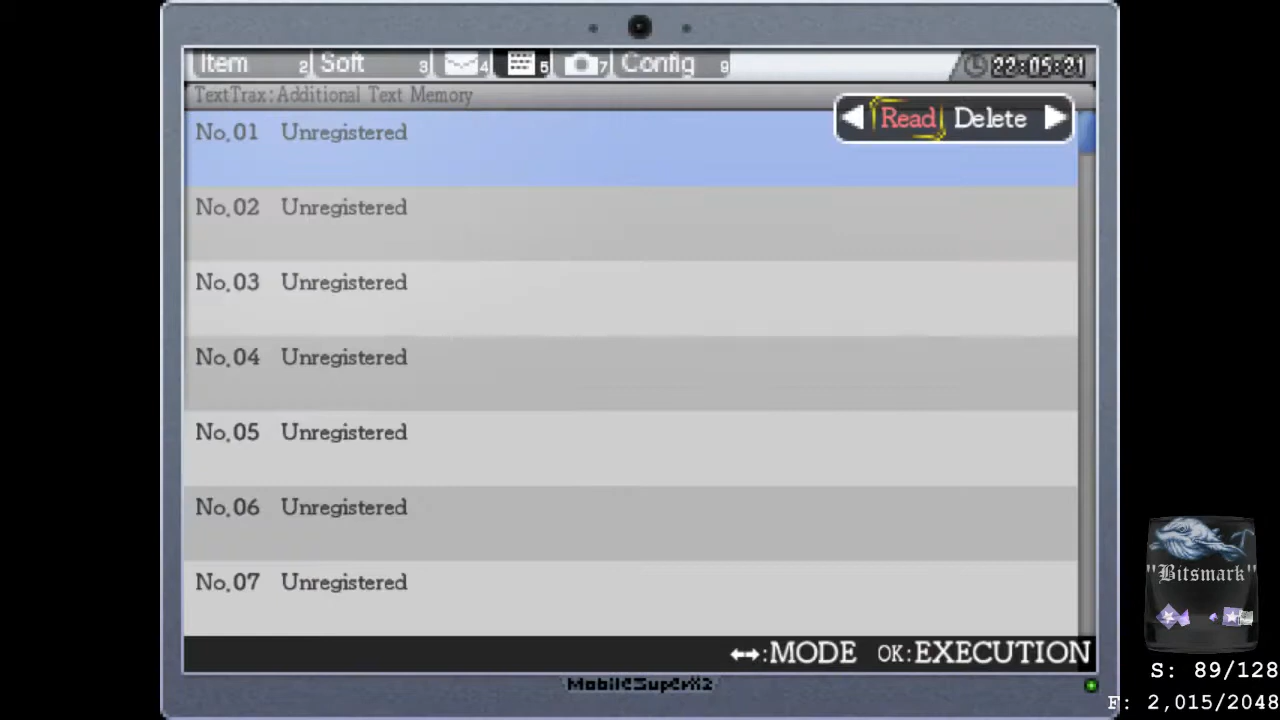 Item 2 Soft 3 4 5 7 Config 9 22:05:21
TextTrax:Additional Text Memory
Read Delete
No.01 Unregistered
No.02 Unregistered
No.03 Unregistered
No.04 Unregistered
No.05 Unregistered
No.06 Unregistered
No.07 Unregistered
:MODE OK:EXECUTION
MobileSuperX2
"Bitsmark"
S: 89/128
F: 2,015/2048